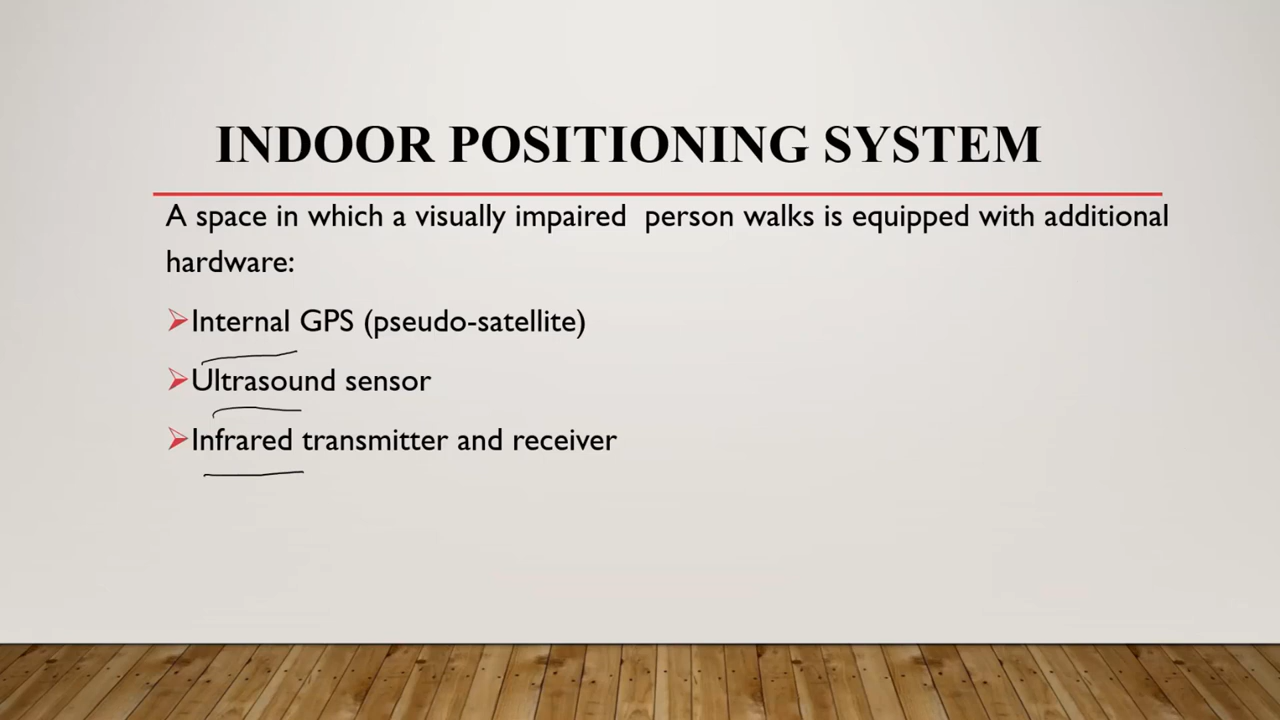 INDOOR POSITIONING SYSTEM
A space in which a visually impaired person walks is equipped with additional
hardware:
Internal GPS (pseudo-satellite)
Ultrasound sensor
Infrared transmitter and receiver